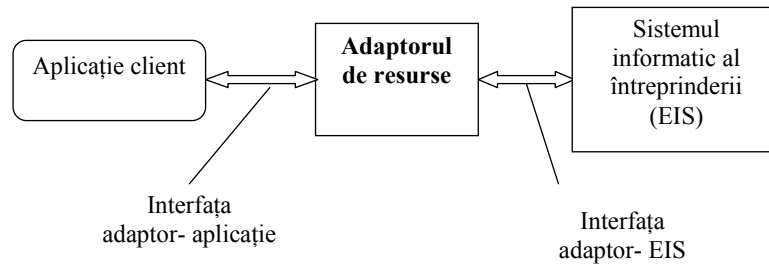 Aplicație client
Adaptorul
de resurse
Sistemul
informatic al
întreprinderii
(EIS)
Interfața
adaptor- aplicație
Interfața
adaptor- EIS